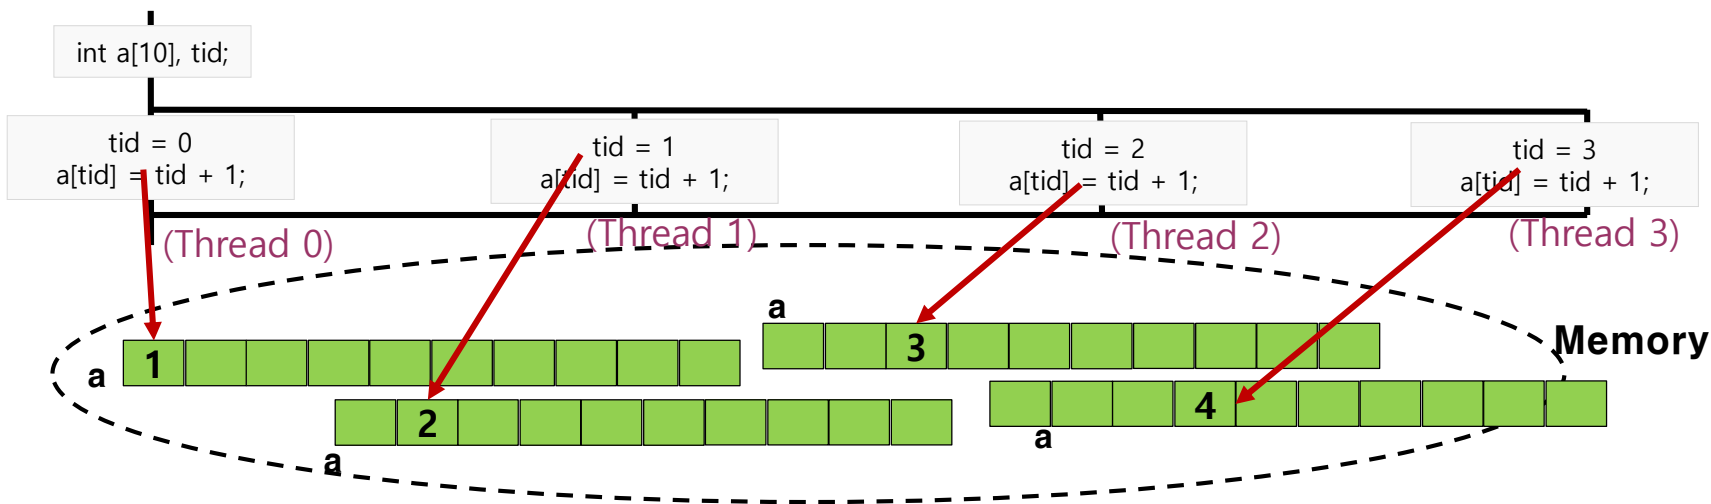 int a[10], tid;
tid = 0
a[tid] = tid + 1;
tid = 1
a[tid] = tid + 1;
tid = 2
a[tid] = tid + 1;
tid = 3
a[tid] = tid + 1;
(Thread 0)
(Thread 1)
(Thread 2)
(Thread 3)
a
3
Memory
a
1
4
a
2
a